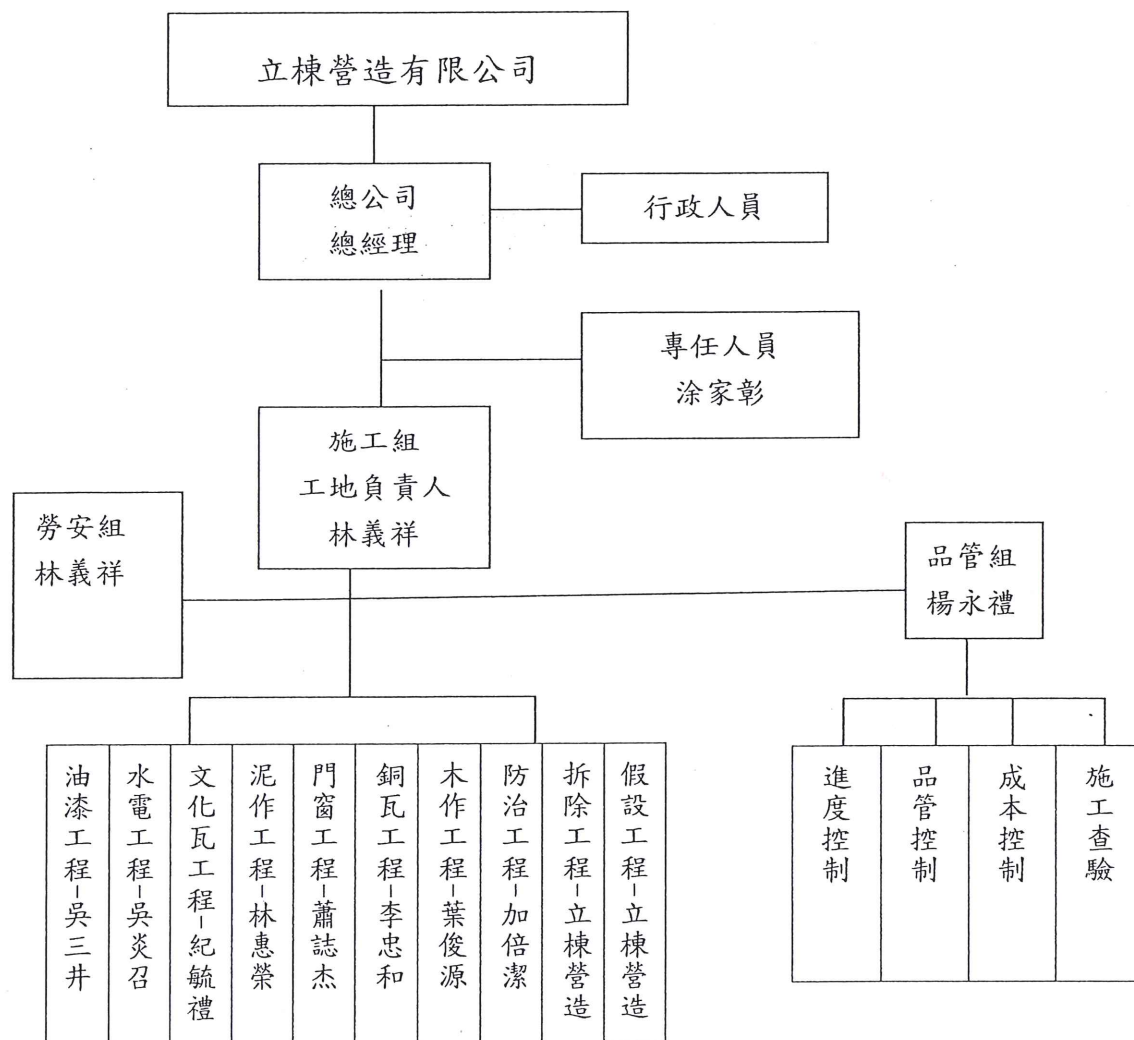 立棟營造有限公司
總公司
總經理
行政人員
專任人員
涂家彰
施工組
工地負責人
林義祥
勞安組
林義祥
品管組
楊永禮
油漆工程-吳三井
水電工程-吳炎召
文化瓦工程-紀毓禮
泥作工程-林惠榮
門窗工程-蕭誌杰
銅瓦工程-李忠和
木作工程-葉俊源
防治工程-加倍潔
拆除工程-立棟營造
假設工程-立棟營造
進度控制
品管控制
成本控制
施工查驗